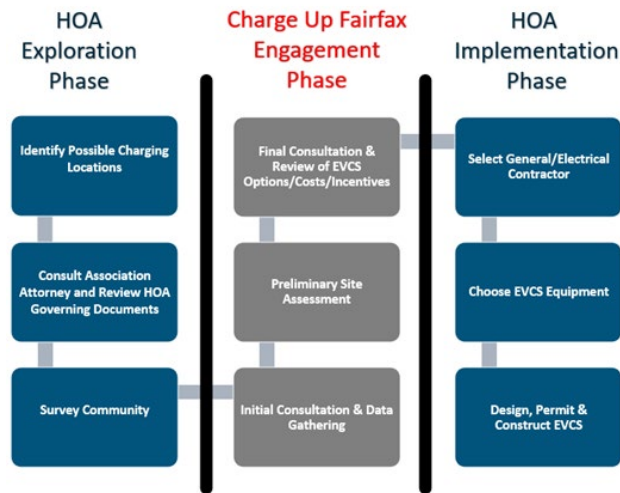 HOA
Exploration
Phase
Identify Possible Charging
Locations
Consult Association
Attorney and Review HOA
Governing Documents
Survey Community
Charge Up Fairfax
Engagement
Phase
Final Consultation &
Review of EVCS
Options/Costs/Incentives
Preliminary Site
Assessment
Initial Consultation & Data
Gathering
HOA
Implementation
Phase
Select General/Electrical
Contractor
Choose EVCS Equipment
Design, Permit &
Construct EVCS